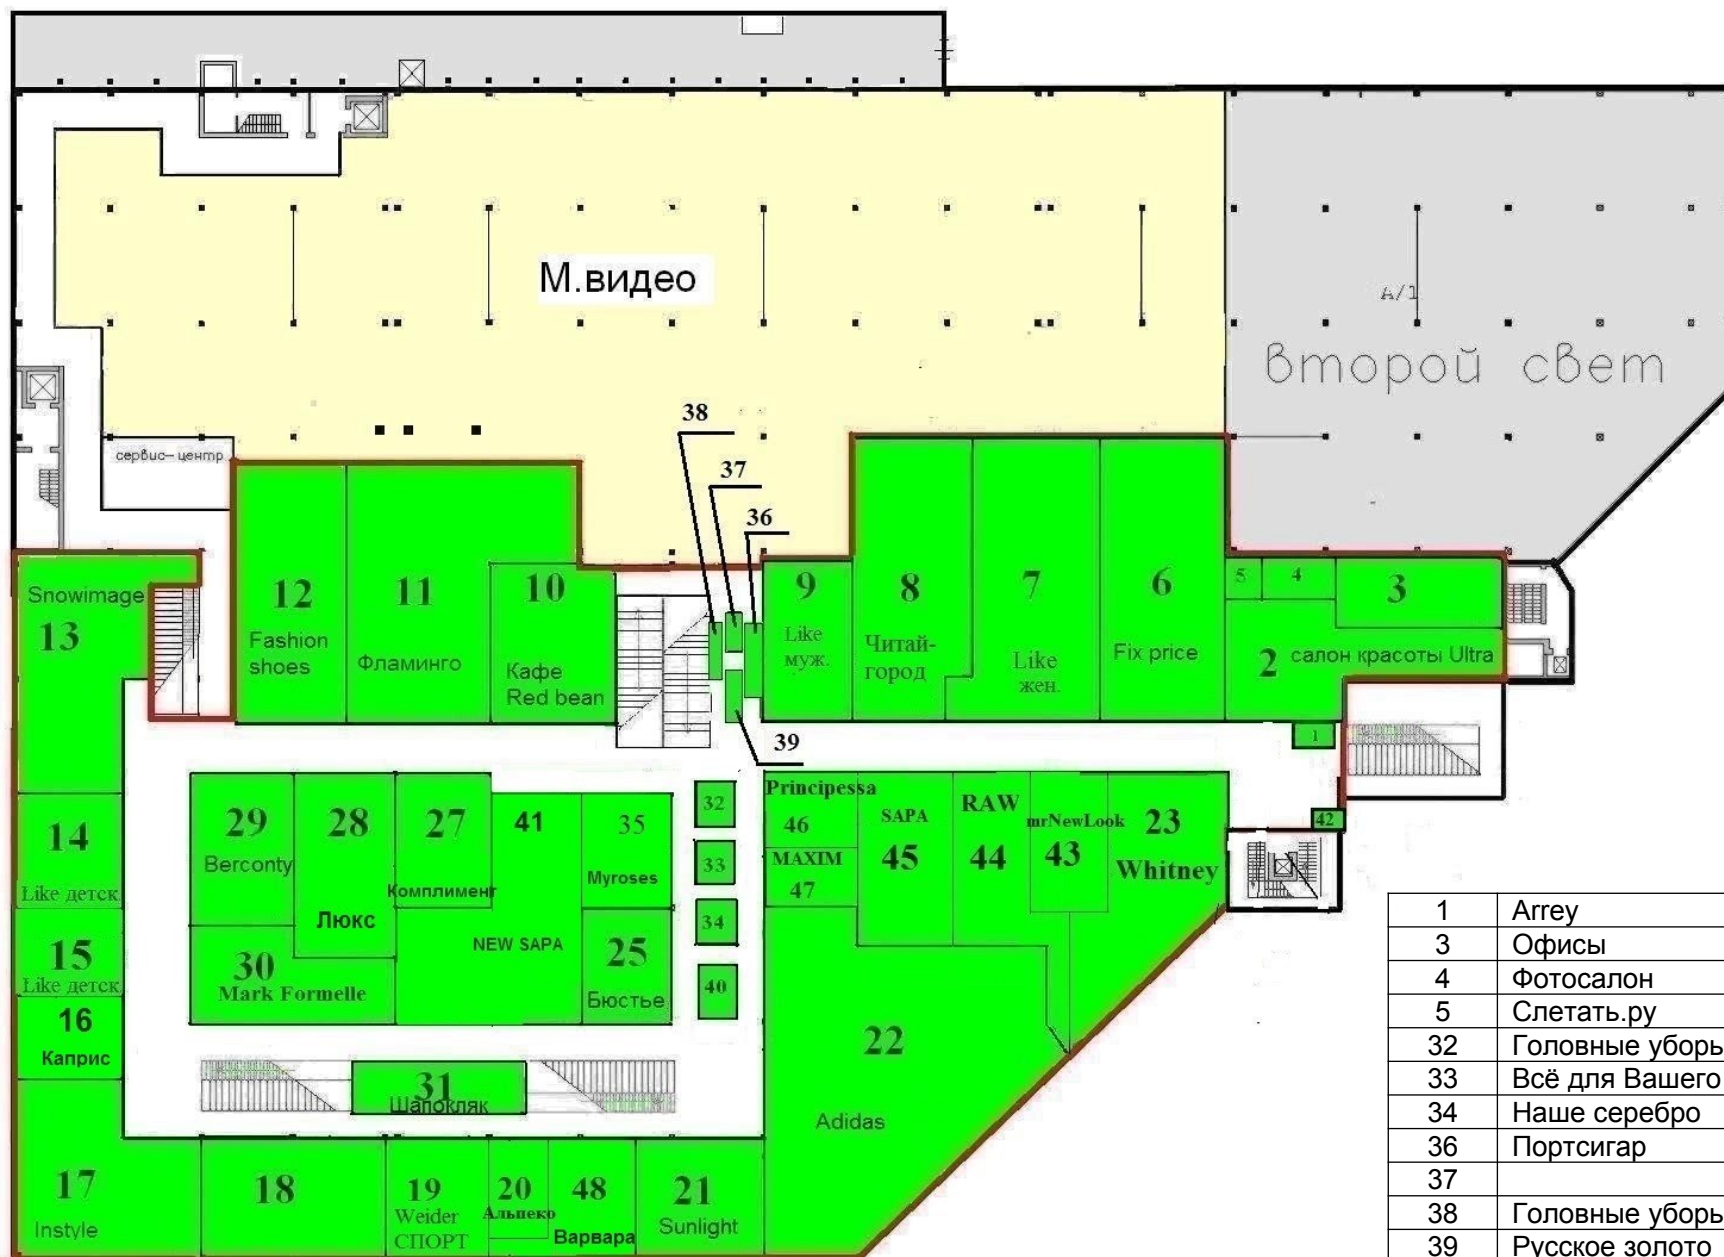 М.видео
А/1
второй свет
38
37
36
39
сервис-центр
Snowimage
13
12
Fashion
shoes
11
Фламинго
10
Кафе
Red bean
9
Like
муж.
8
Читай-
город
7
Like
жен.
6
Fix price
5
4
3
2 салон красоты Ultra
1
42
14
Like детск
15
Like детск
16
Каприс
17
Instyle
29
Berconty
28
Люкс
27
Комплимент
41
NEW SAPA
35
Myroses
30
Mark Formelle
25
Бюстье
32
33
34
40
31
Шапокляк
Principessa
46
MAXIM
47
SAPA
45
RAW
44
mrNewLook
43
23
Whitney
22
Adidas
18
19
Weider
СПОРТ
20
Альпеко
48
Варвара
21
Sunlight
1 Arrey
3 Офисы
4 Фотосалон
5 Слетать.ру
32 Головные уборы
33 Всё для Вашего
34 Наше серебро
36 Портсигар
37
38 Головные уборы
39 Русское золото